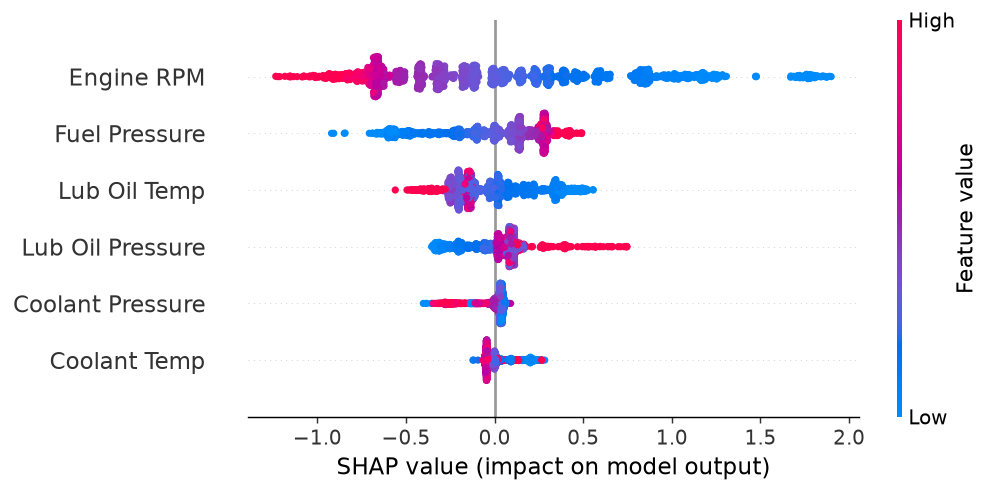 High
Engine RPM
Fuel Pressure
Lub Oil Temp
Lub Oil Pressure
Coolant Pressure
Coolant Temp
Feature value
Low
−1.0 −0.5 0.0 0.5 1.0 1.5 2.0
SHAP value (impact on model output)